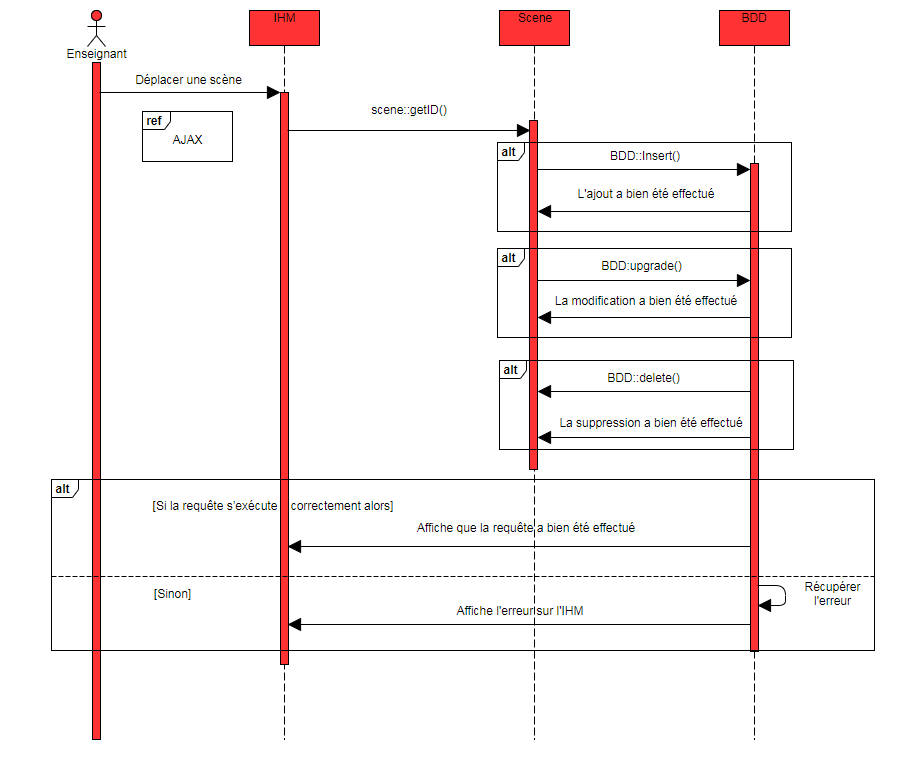 IHM
Scene
BDD
Enseignant
Déplacer une scène
scene::getID()
ref
AJAX
alt
BDD::Insert()
L'ajout a bien été effectué
alt
BDD:upgrade()
La modification a bien été effectué
alt
BDD::delete()
La suppression a bien été effectué
alt
[Si la requête s'exécute correctement alors]
Affiche que la requête a bien été effectué
[Sinon]
Récupérer
l'erreur
Affiche l'erreur sur l'IHM